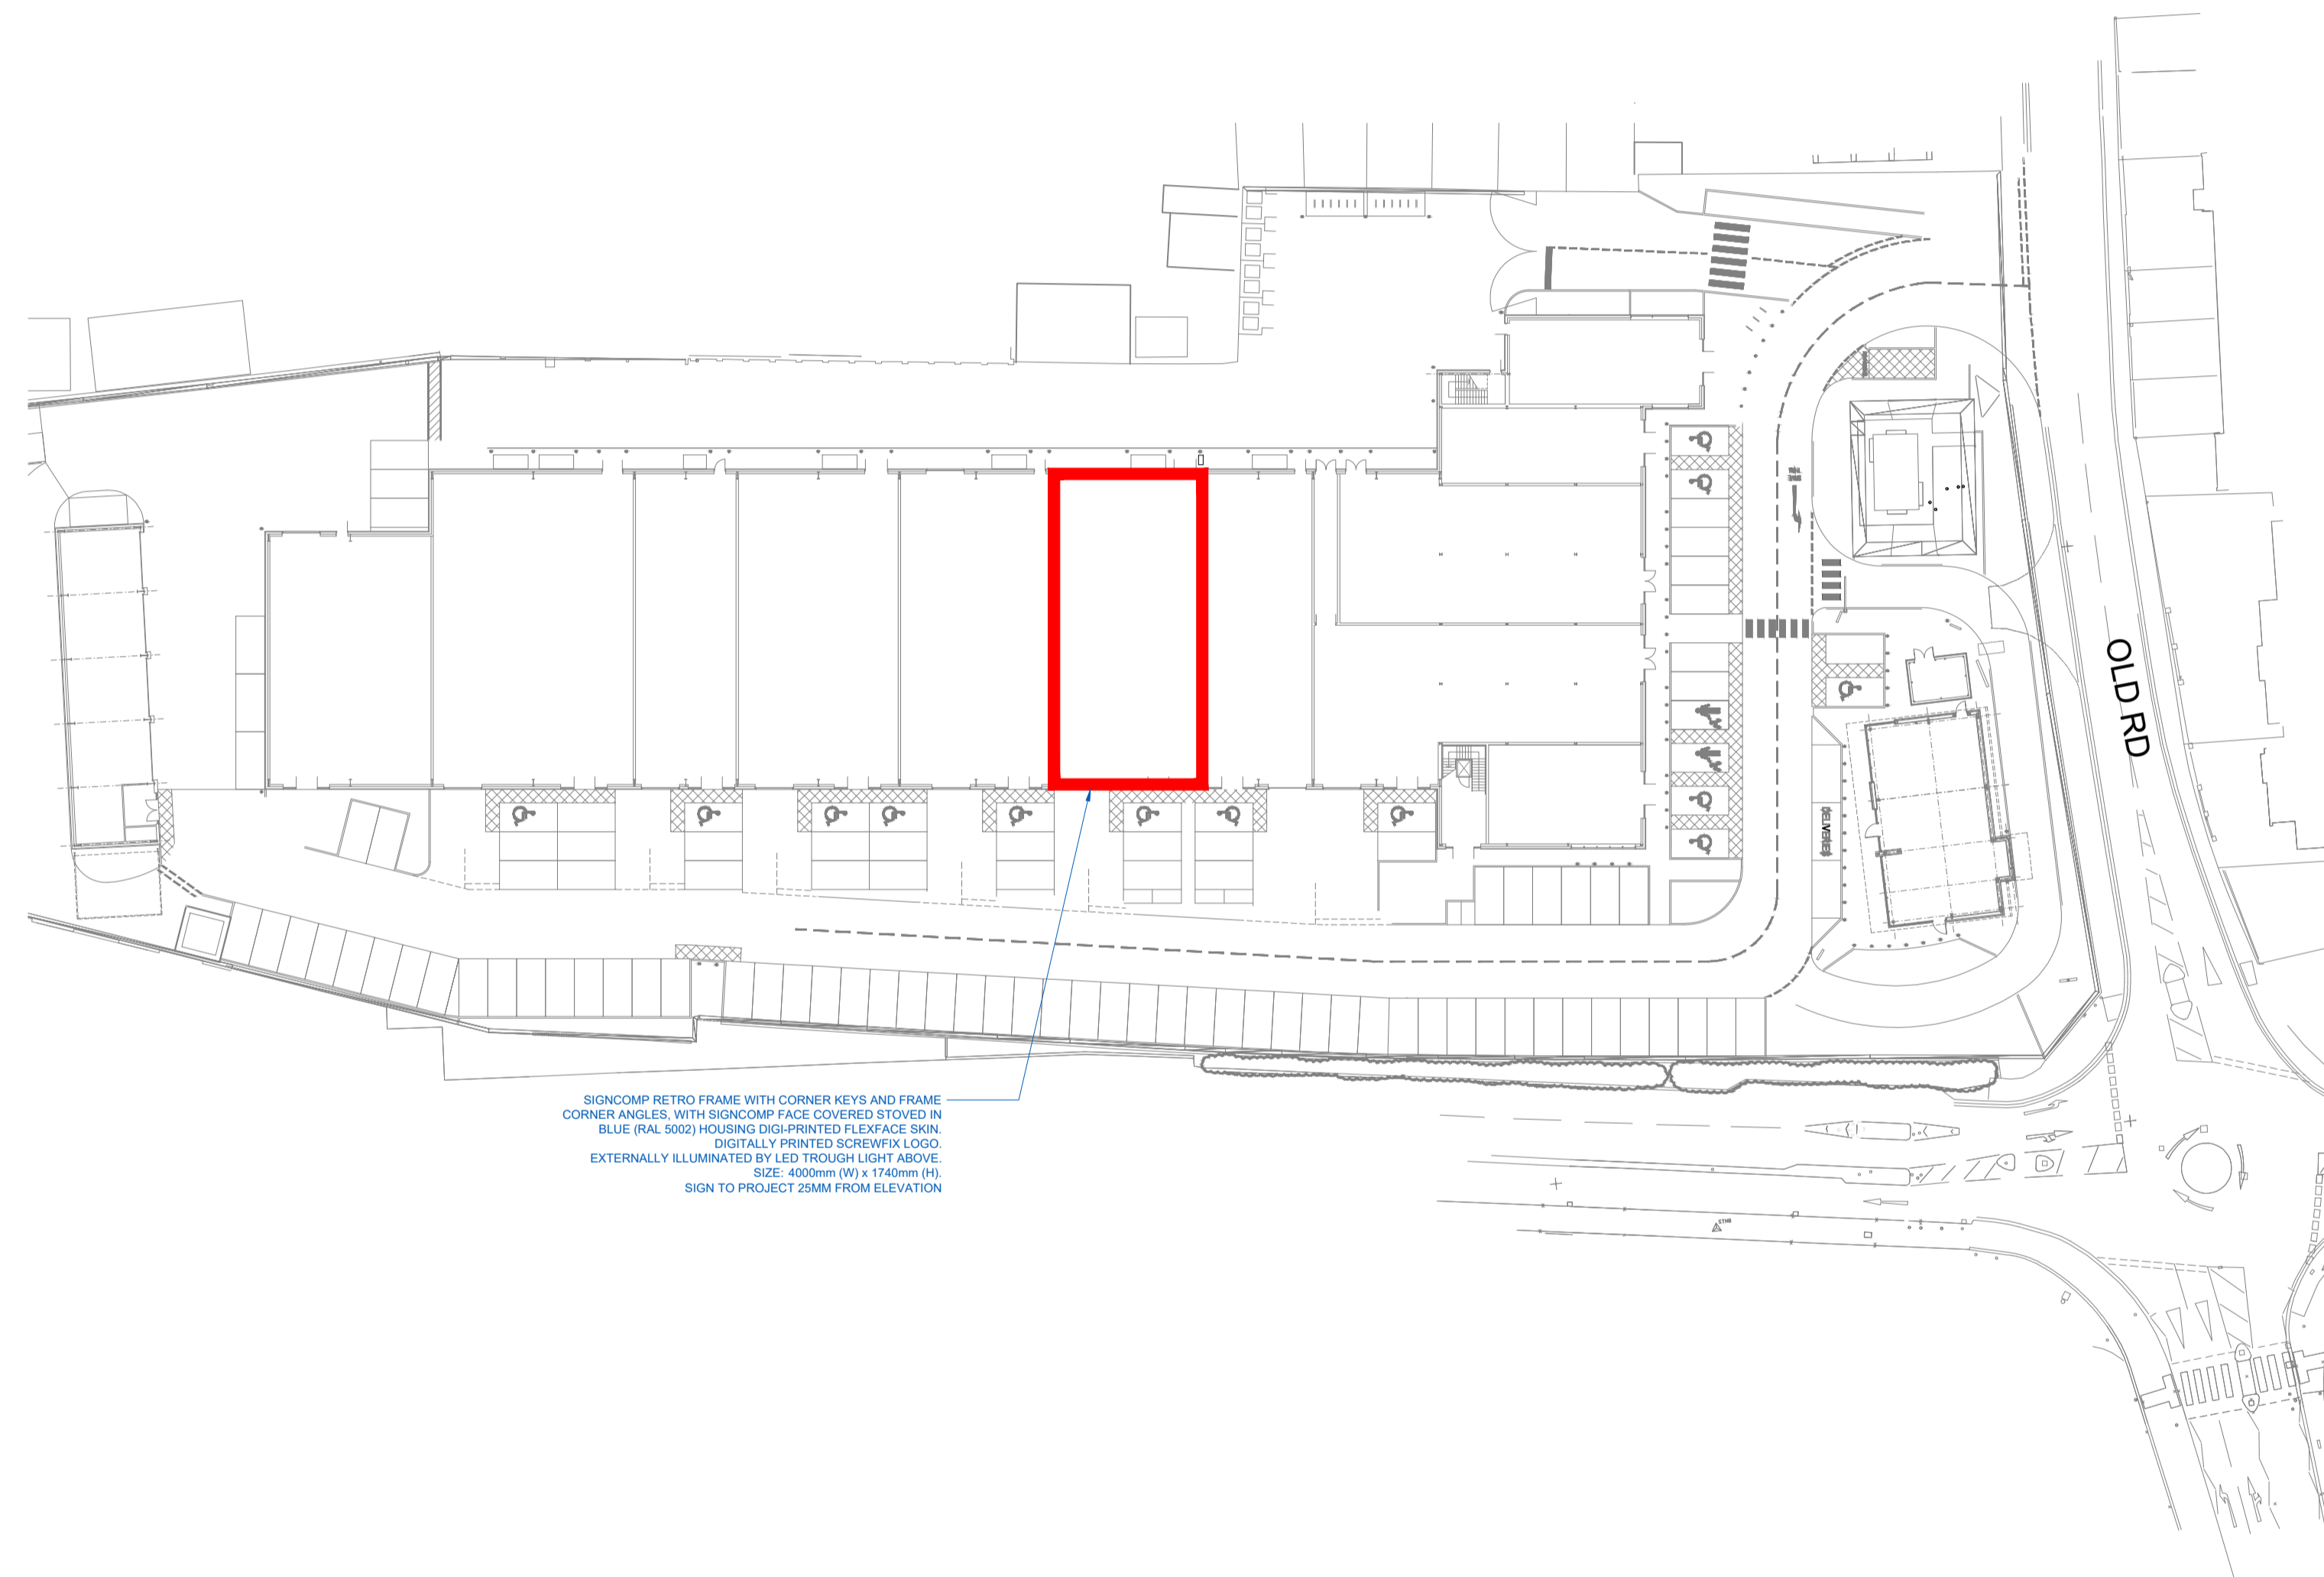 OLD RD
DELIVERIES
SIGNCOMP RETRO FRAME WITH CORNER KEYS AND FRAME
CORNER ANGLES, WITH SIGNCOMP FACE COVERED STOVED IN
BLUE (RAL 5002) HOUSING DIGI-PRINTED FLEXFACE SKIN.
DIGITALLY PRINTED SCREWFIX LOGO.
EXTERNALLY ILLUMINATED BY LED TROUGH LIGHT ABOVE.
SIZE: 4000mm (W) x 1740mm (H).
SIGN TO PROJECT 25MM FROM ELEVATION